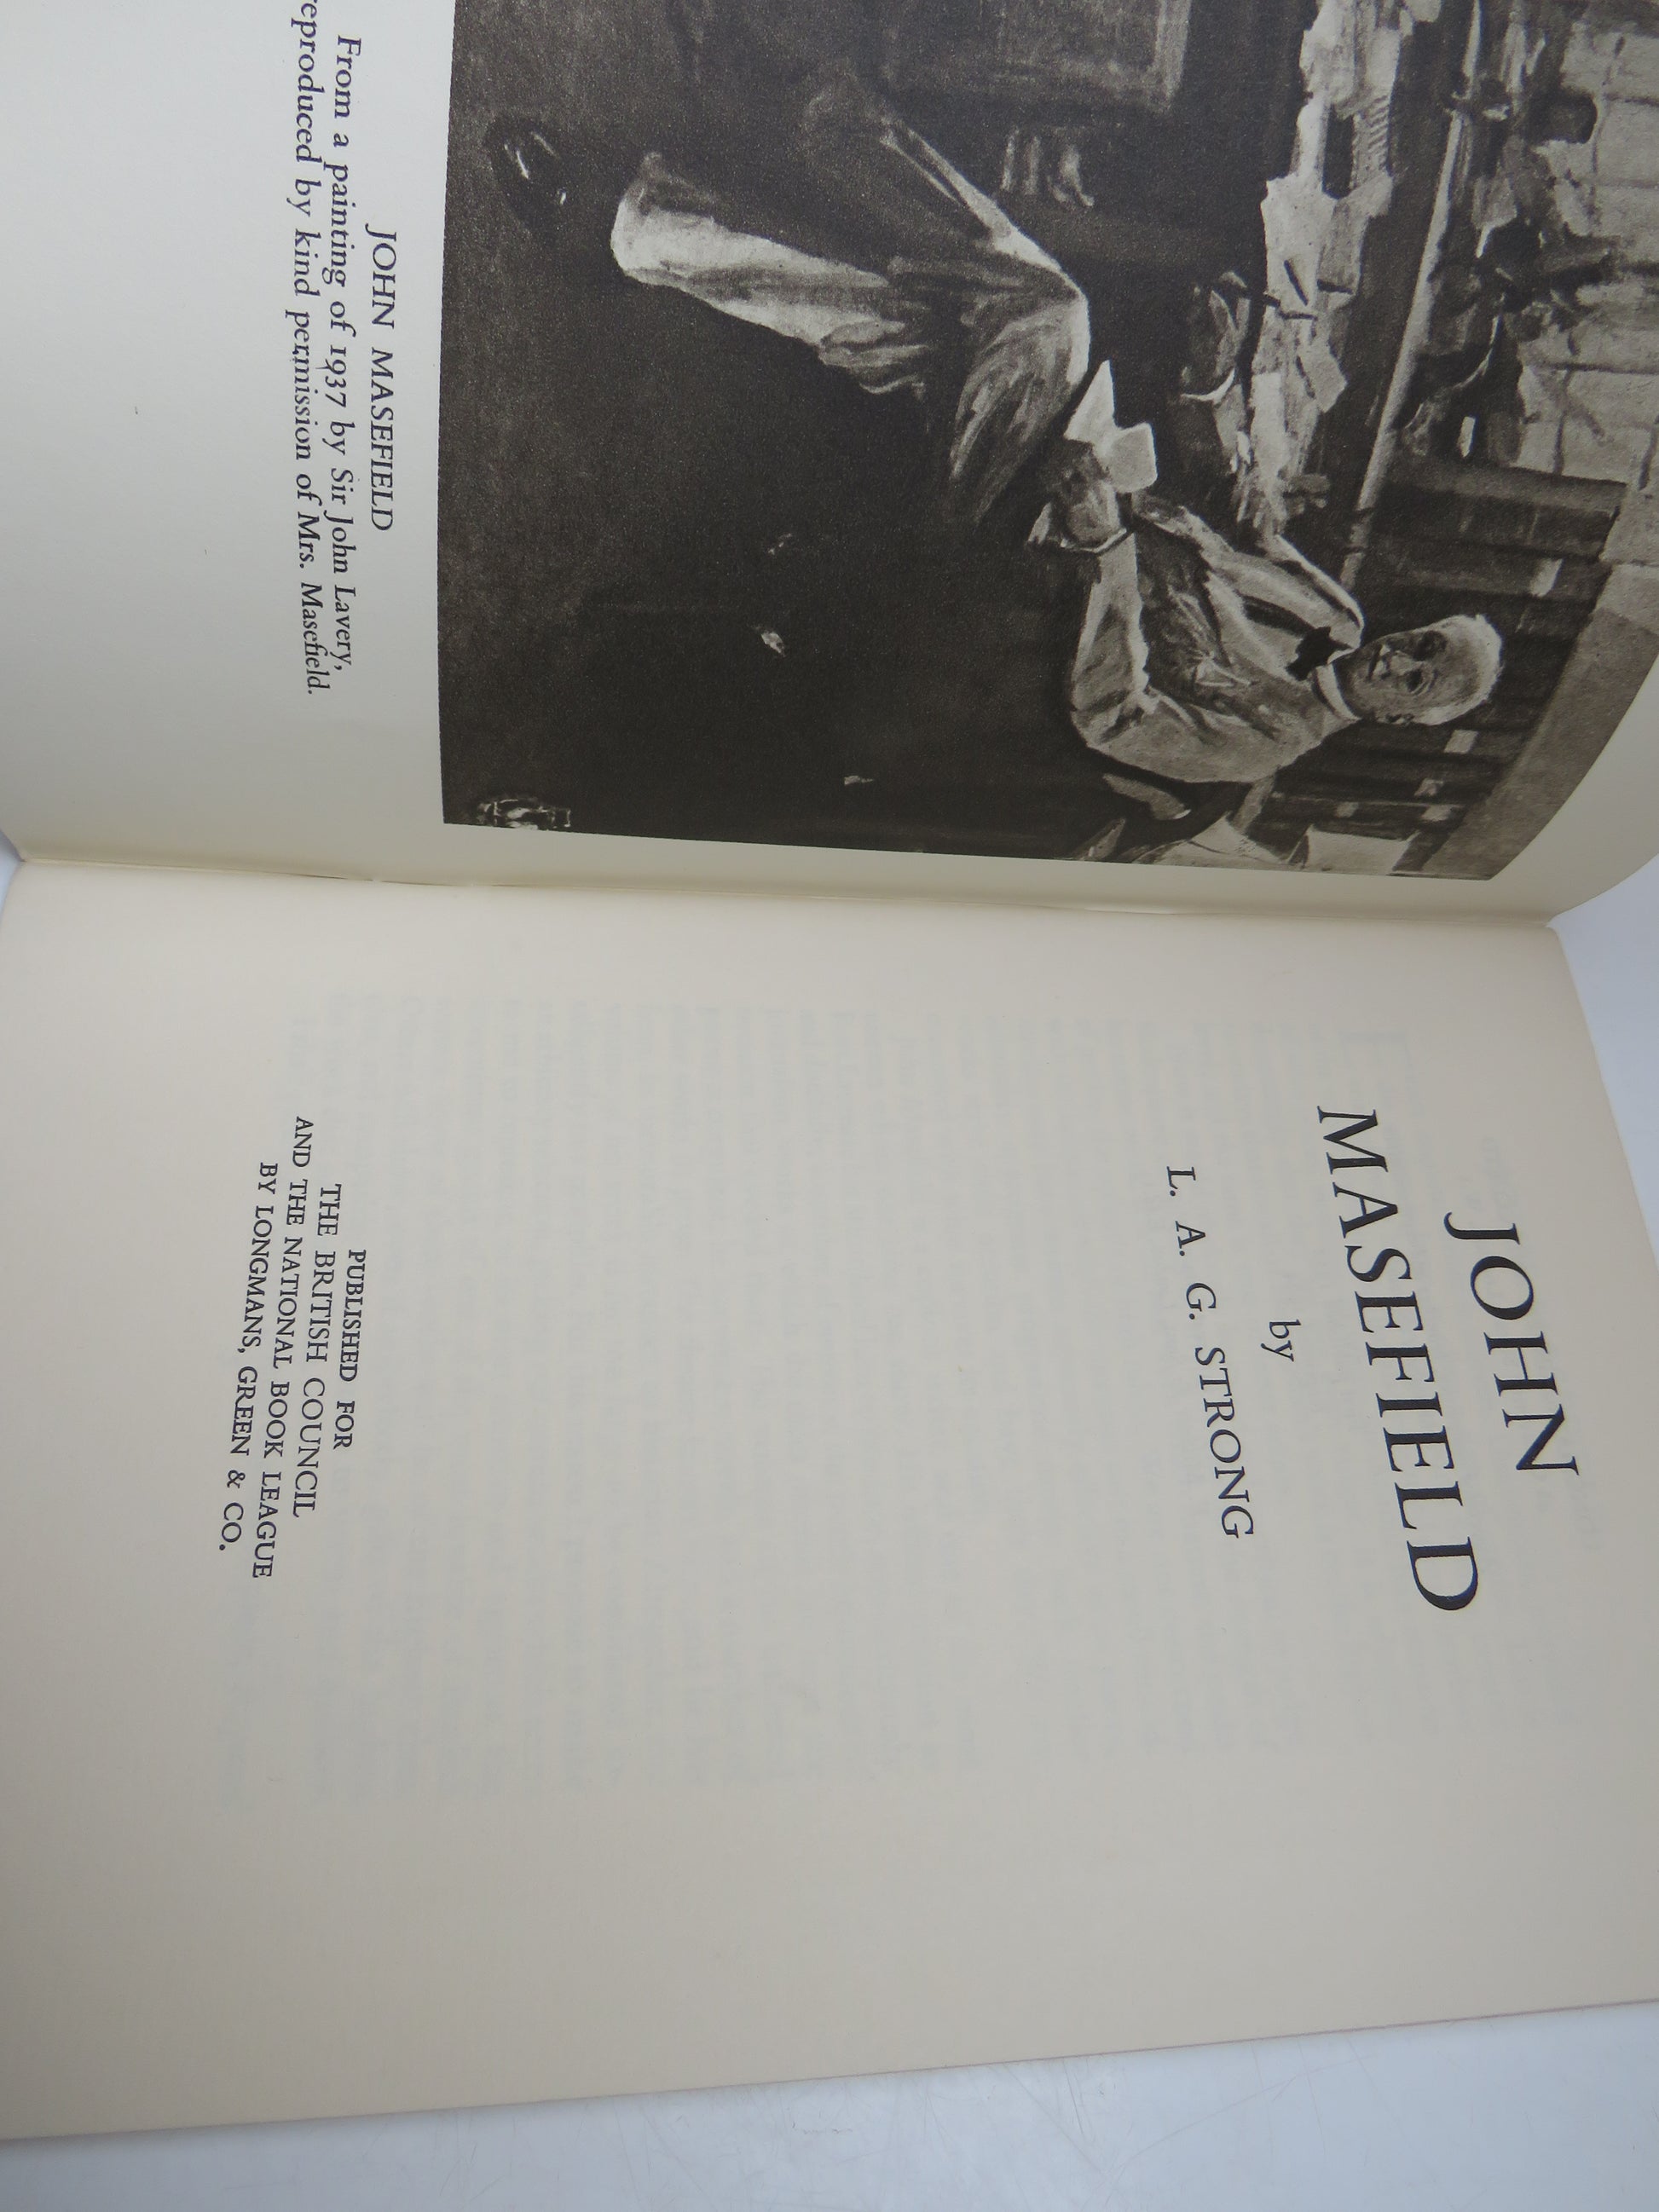 JOHN MASEFIELD
From a painting of 1937 by Sir John Lavery,
reproduced by kind permission of Mrs. Masefield.
JOHN
MASEFIELD
by
L. A. G. STRONG
PUBLISHED FOR
THE BRITISH COUNCIL
AND THE NATIONAL BOOK LEAGUE
BY LONGMANS, GREEN & CO.